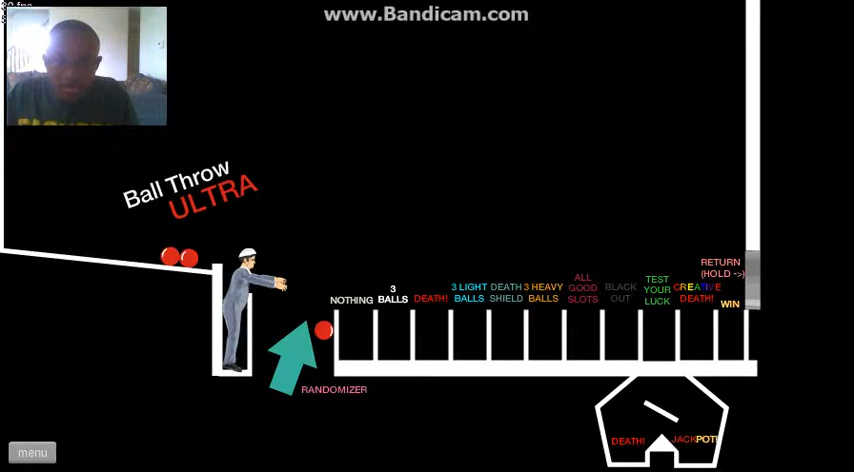 www.Bandicam.com
Ball Throw
ULTRA
NOTHING
3
BALLS
DEATH!
3 LIGHT
BALLS
DEATH
SHIELD
3 HEAVY
BALLS
ALL
GOOD
SLOTS
BLACK
OUT
TEST
YOUR
LUCK
CREATIVE
DEATH!
RETURN
(HOLD ->)
WIN
RANDOMIZER
DEATH!
JACKPOT!
menu